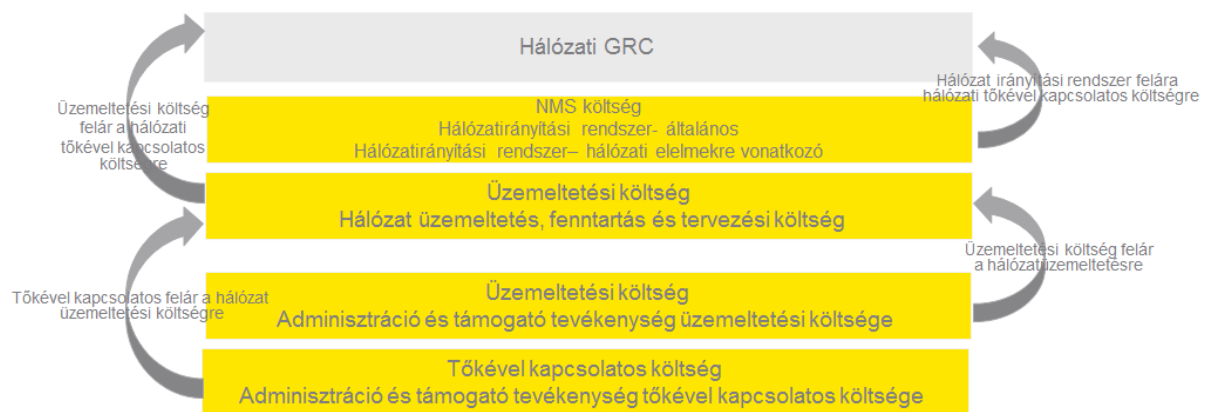 Hálózati GRC
Üzemeltetési költség
felár a hálózati
tőkével kapcsolatos
költségre
Hálózat irányítási rendszer felára
hálózati tőkével kapcsolatos költségre
NMS költség
Hálózatirányítási rendszer- általános
Hálózatirányítási rendszer– hálózati elelmekre vonatkozó
Üzemeltetési költség
Hálózat üzemeltetés, fenntartás és tervezési költség
Üzemeltetési költség felár
a hálózatüzemeltetésre
Tőkével kapcsolatos felár a hálózat
üzemeltetési költségre
Üzemeltetési költség
Adminisztráció és támogató tevékenység üzemeltetési költsége
Tőkével kapcsolatos költség
Adminisztráció és támogató tevékenység tőkével kapcsolatos költsége